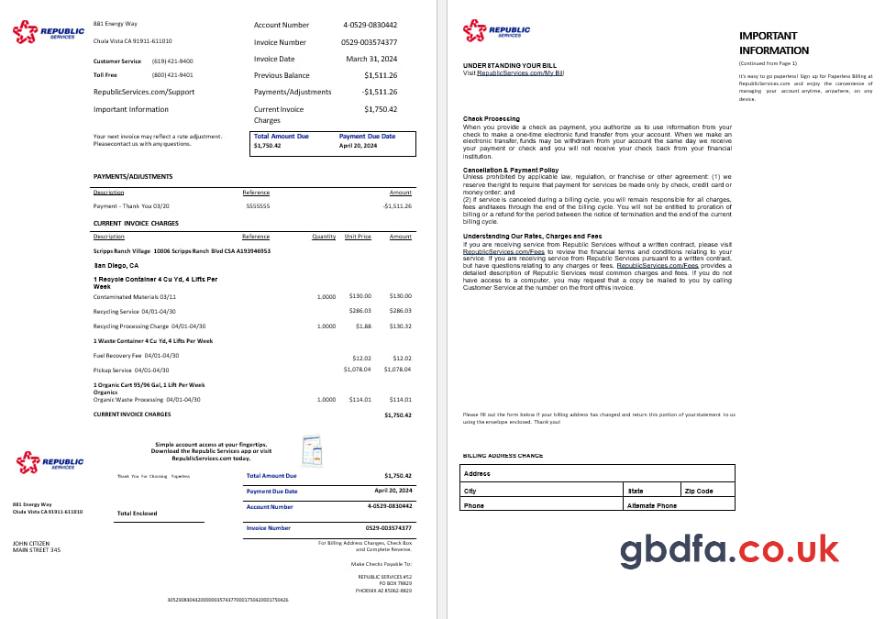 REPUBLIC
SERVICES
881 Energy Way
Chula Vista CA 91911-611010
Customer Service (619) 421-9400
Toll Free (800) 421-9401
RepublicServices.com/Support
Important Information
Account Number 4-0529-0830442
Invoice Number 0529-003574377
Invoice Date March 31, 2024
Previous Balance $1,511.26
Payments/Adjustments -$1,511.26
Current Invoice $1,750.42
Charges
Your next invoice may reflect a rate adjustment.
Please contact us with any questions.
Total Amount Due Payment Due Date
$1,750.42 April 20, 2024
PAYMENTS/ADJUSTMENTS
Description Reference Amount
Payment - Thank You 03/20 5555555 -$1,511.26
CURRENT INVOICE CHARGES
Description Reference Quantity Unit Price Amount
Scripps Ranch Village 10006 Scripps Ranch Blvd CSA
San Diego, CA
1 Recycle Container 4 Cu Yd, 4 Lifts Per
Week
Contaminated Materials 03/11 1.0000 $130.00 $130.00
Recycling Service 04/01-04/30 $286.03 $286.03
Recycling Processing Charge 04/01-04/30 1.0000 $1.88 $130.32
1 Waste Container 4 Cu Yd, 4 Lifts Per Week
Fuel Recovery Fee 04/01-04/30 $12.02 $12.02
Pickup Service 04/01-04/30 $1,078.04 $1,078.04
1 Organic Cart 95/96 Gal, 1 Lift Per Week
Organics
Organic Waste Processing 04/01-04/30 1.0000 $114.01 $114.01
CURRENT INVOICE CHARGES $1,750.42
Simple account access at your fingertips.
Download the Republic Services app or visit
RepublicServices.com today.
REPUBLIC
SERVICES
Thank You For Choosing Paperless
881 Energy Way
Chula Vista CA 91911-611010
Total Enclosed
Total Amount Due $1,750.42
Payment Due Date April 20, 2024
Account Number 4-0529-0830442
Invoice Number 0529-003574377
JOHN CITIZEN
MAIN STREET 345
For Billing Address Changes, Check Box
and Complete Reverse.
Make Checks Payable To:
REPUBLIC SERVICES #52
PO BOX 78829
PHOENIX AZ 85062-8829
REPUBLIC
SERVICES
IMPORTANT
INFORMATION
(Continued from Page 1)
It's easy to go paperless! Sign up for Paperless Billing at
RepublicServices.com and enjoy the convenience of
managing your account anytime, anywhere, on any
device.
UNDERSTANDING YOUR BILL
Visit RepublicServices.com/My Bill
Check Processing
When you provide a check as payment, you authorize us to use information from your
check to make a one-time electronic fund transfer from your account. When we make an
electronic transfer, funds may be withdrawn from your account the same day we receive
your payment or check and you will not receive your check back from your financial
institution.
Cancellation & Payment Policy
Unless prohibited by applicable law, regulation, or franchise or other agreement: (1) we
reserve the right to require that payment for services be made only by check, credit card or
money order; and
(2) if service is canceled during a billing cycle, you will remain responsible for all charges,
fees and taxes through the end of the billing cycle. You will not be entitled to proration of
billing or a refund for the period between the notice of termination and the end of the current
billing cycle.
Understanding Our Rates, Charges and Fees
If you are receiving service from Republic Services without a written contract, please visit
RepublicServices.com/Fees to review the financial terms and conditions relating to your
service. If you are receiving service from Republic Services pursuant to a written contract,
but have questions relating to any charges or fees, RepublicServices.com/Fees provides a
detailed description of Republic Services most common charges and fees. If you do not
have access to a computer, you may request that a copy be mailed to you by calling
Customer Service at the number on the front of this invoice.
Please fill out the form below if your billing address has changed and return this portion of your statement to us
using the envelope enclosed. Thank you!
BILLING ADDRESS CHANGE
Address
City State Zip Code
Phone Alternate Phone
gbdfa.co.uk